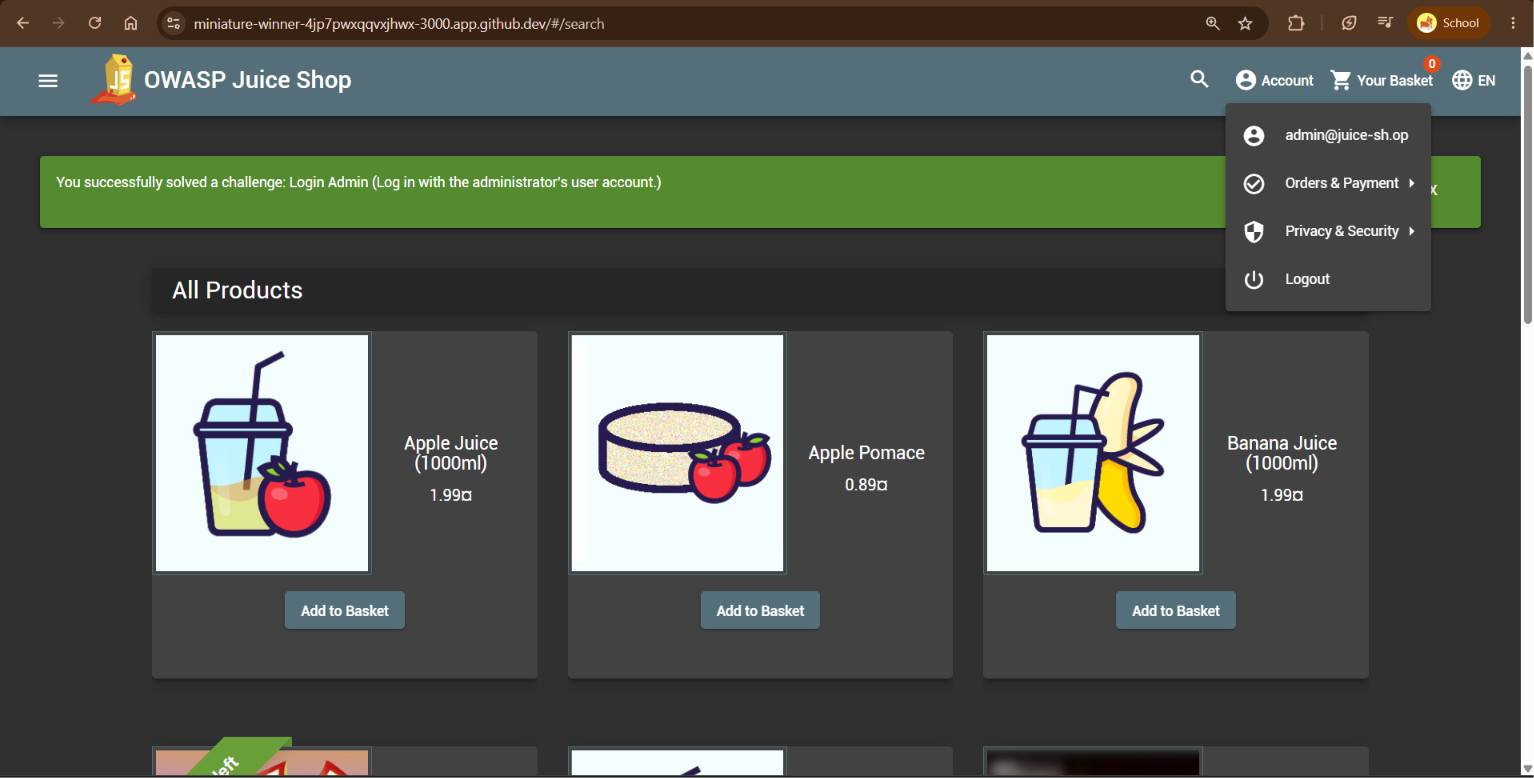 miniature-winner-4jp7pwxqqvxjhwx-3000.app.github.dev/#/search
School
JS
OWASP Juice Shop
Account
0
Your Basket
EN
admin@juice-sh.op
Orders & Payment
Privacy & Security
Logout
You successfully solved a challenge: Login Admin (Log in with the administrator's user account.)
X
All Products
Apple Juice
(1000ml)
1.99¤
Add to Basket
Apple Pomace
0.89¤
Add to Basket
Banana Juice
(1000ml)
1.99¤
Add to Basket
left